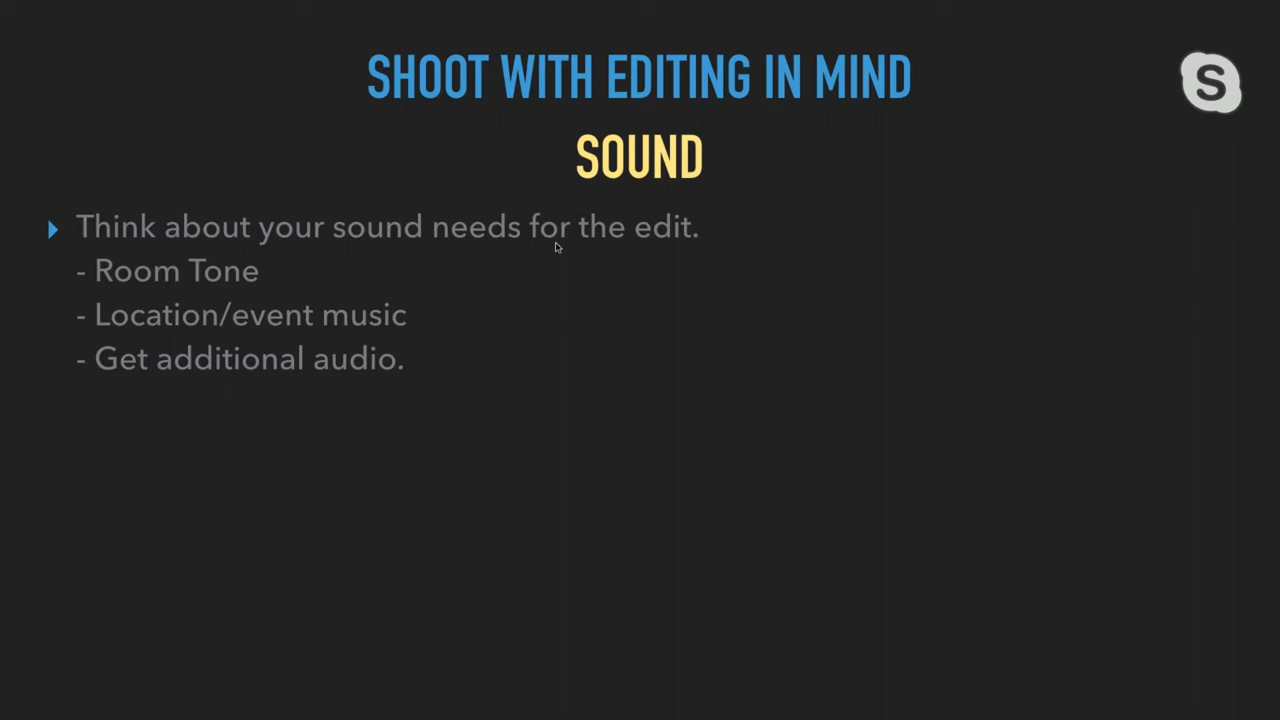 SHOOT WITH EDITING IN MIND
S
SOUND
Think about your sound needs for the edit.
- Room Tone
- Location/event music
- Get additional audio.